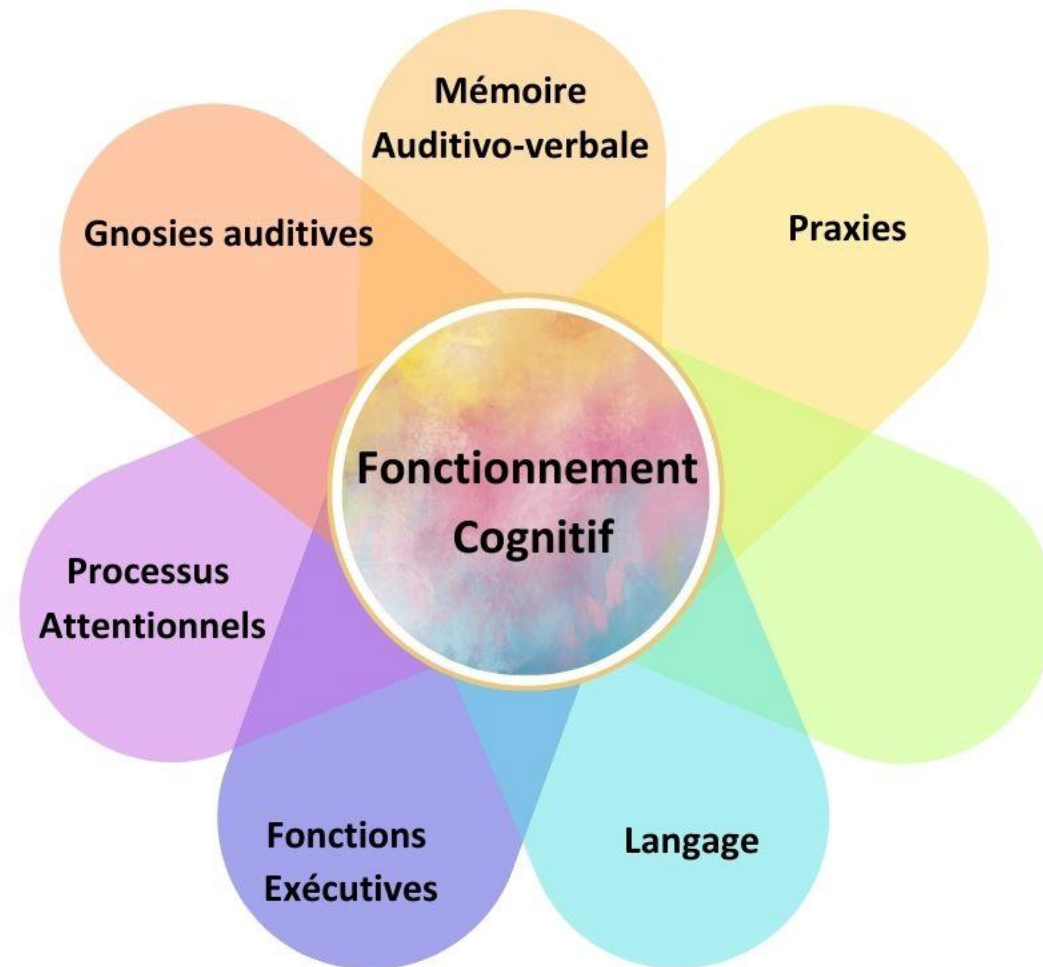 Mémoire
Auditivo-verbale
Gnosies auditives
Praxies
Fonctionnement
Cognitif
Processus
Attentionnels
Fonctions
Exécutives
Langage